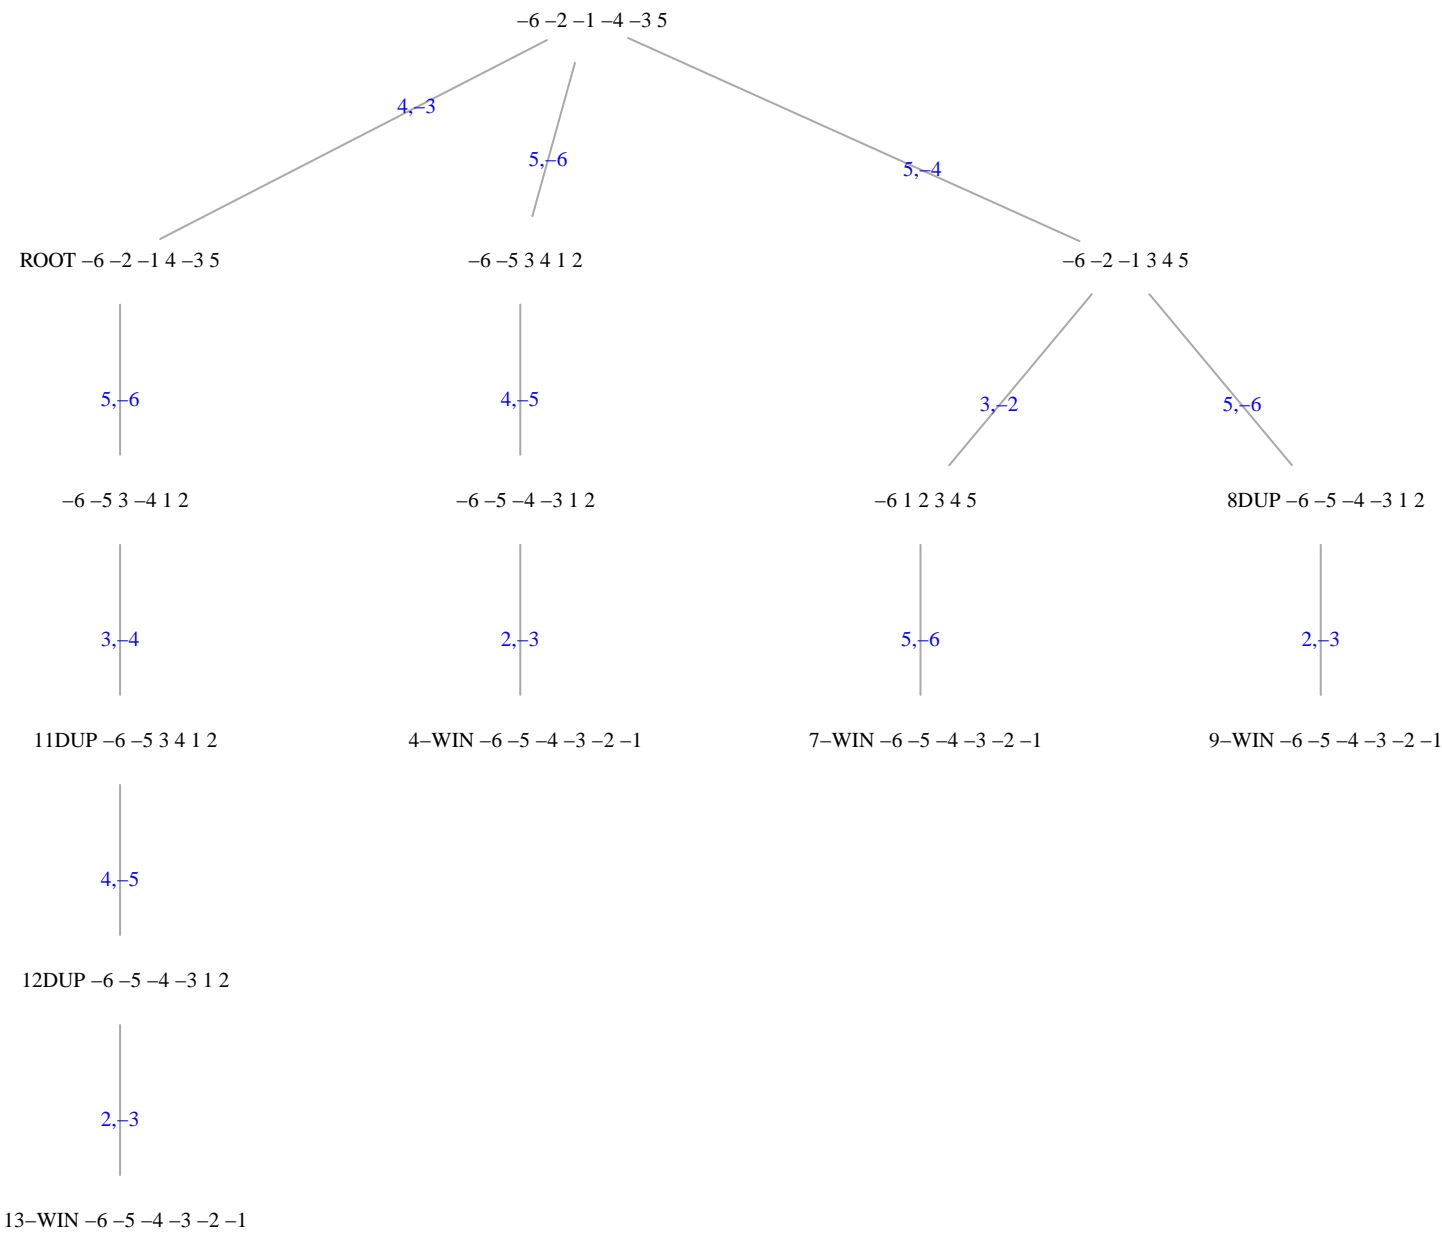 −6 −2 −1 −4 −3 5
4,−3
5,−6
5,−4
ROOT −6 −2 −1 4 −3 5
−6 −5 3 4 1 2
−6 −2 −1 3 4 5
5,−6
4,−5
3,−2
5,−6
−6 −5 3 −4 1 2
−6 −5 −4 −3 1 2
−6 1 2 3 4 5
8DUP −6 −5 −4 −3 1 2
3,−4
2,−3
5,−6
2,−3
11DUP −6 −5 3 4 1 2
4−WIN −6 −5 −4 −3 −2 −1
7−WIN −6 −5 −4 −3 −2 −1
9−WIN −6 −5 −4 −3 −2 −1
4,−5
12DUP −6 −5 −4 −3 1 2
2,−3
13−WIN −6 −5 −4 −3 −2 −1